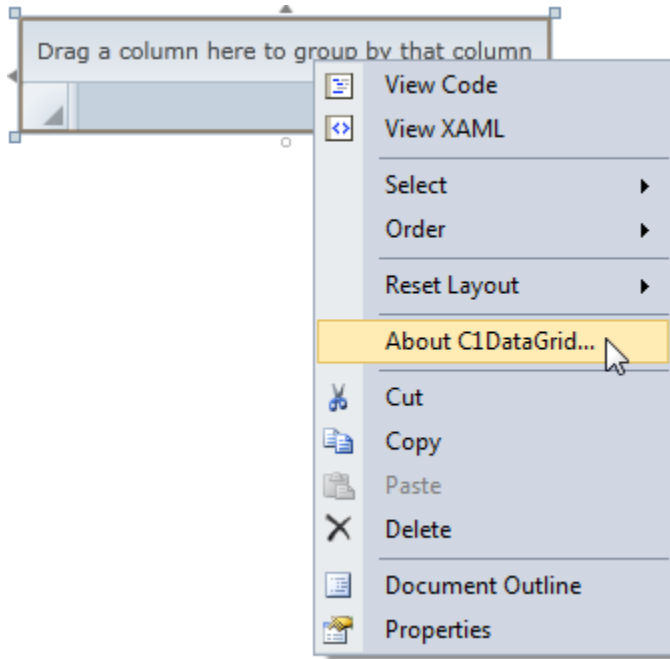 Drag a column here to group by that column
View Code
View XAML
Select
Order
Reset Layout
About C1DataGrid...
Cut
Copy
Paste
Delete
Document Outline
Properties